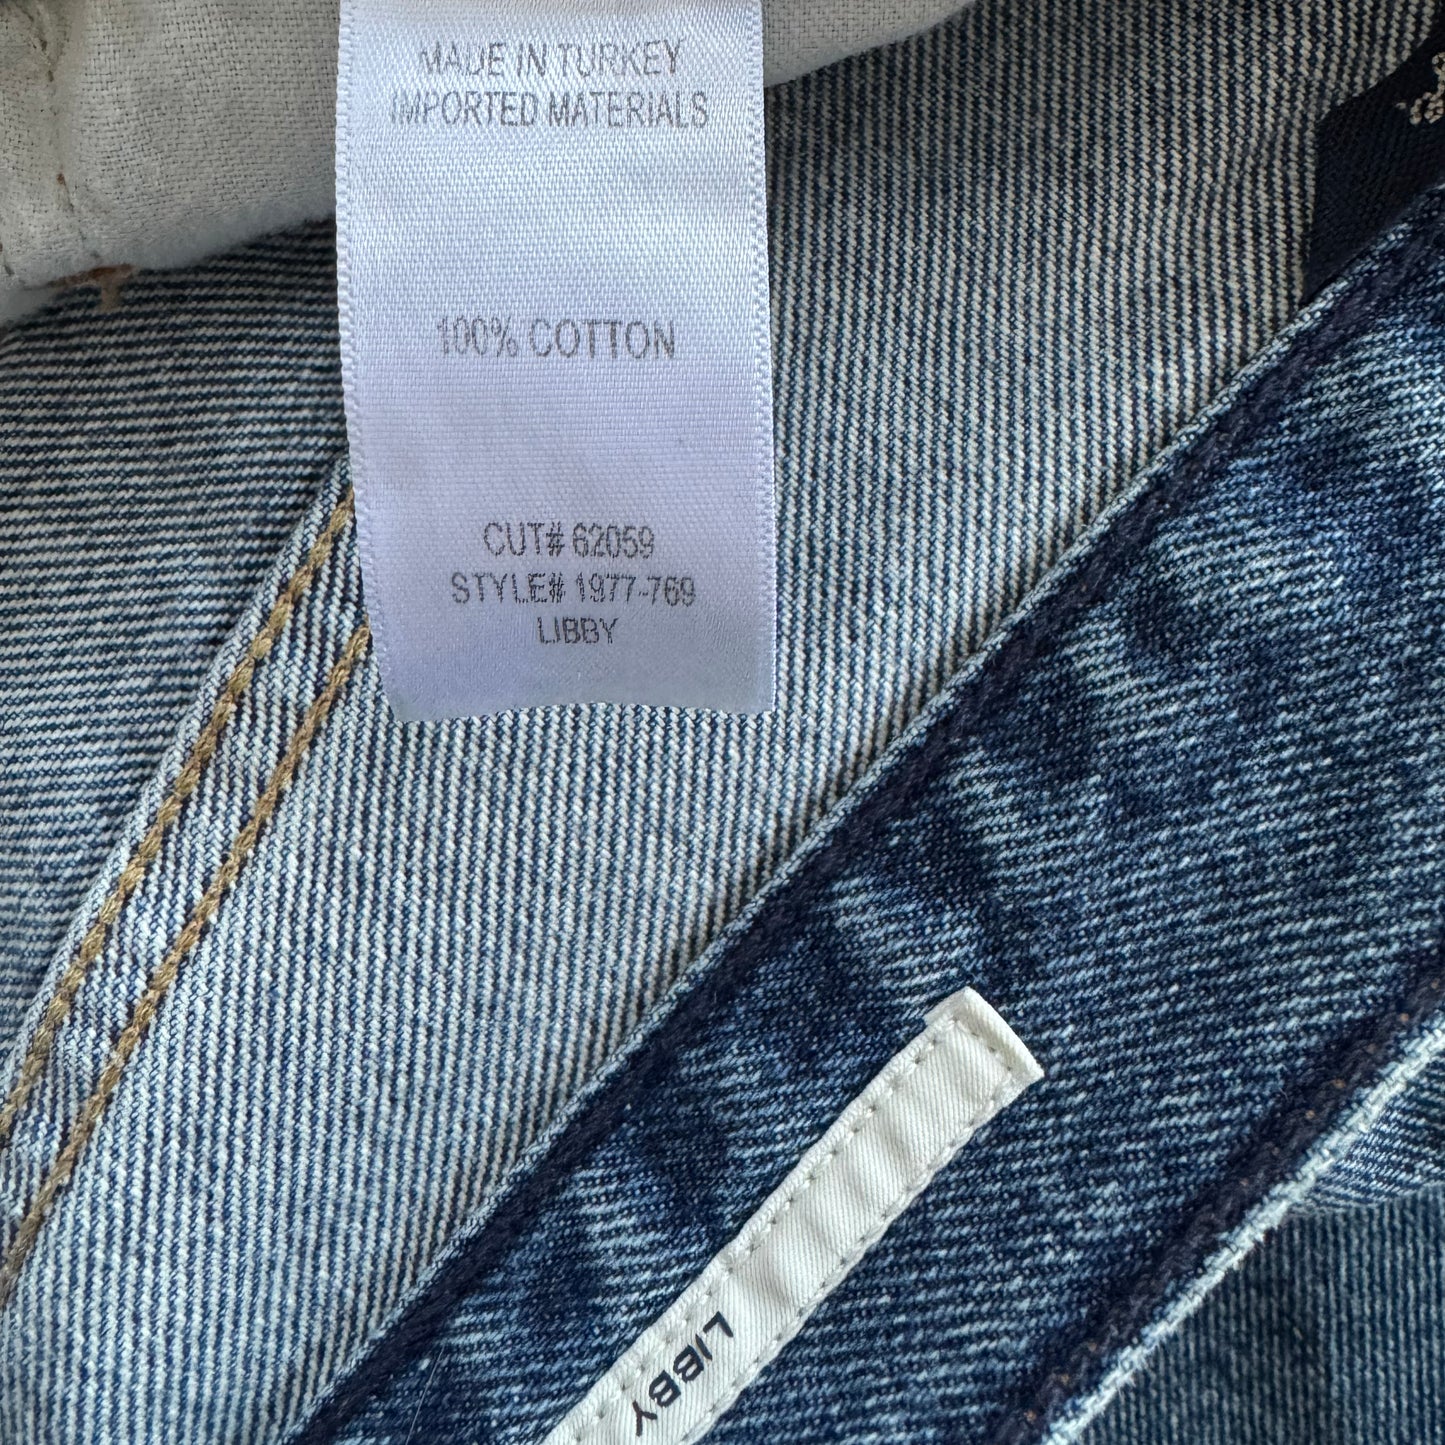 MADE IN TURKEY
IMPORTED MATERIALS
100% COTTON
CUT# 62059
STYLE# 1977-769
LIBBY
LIBBY